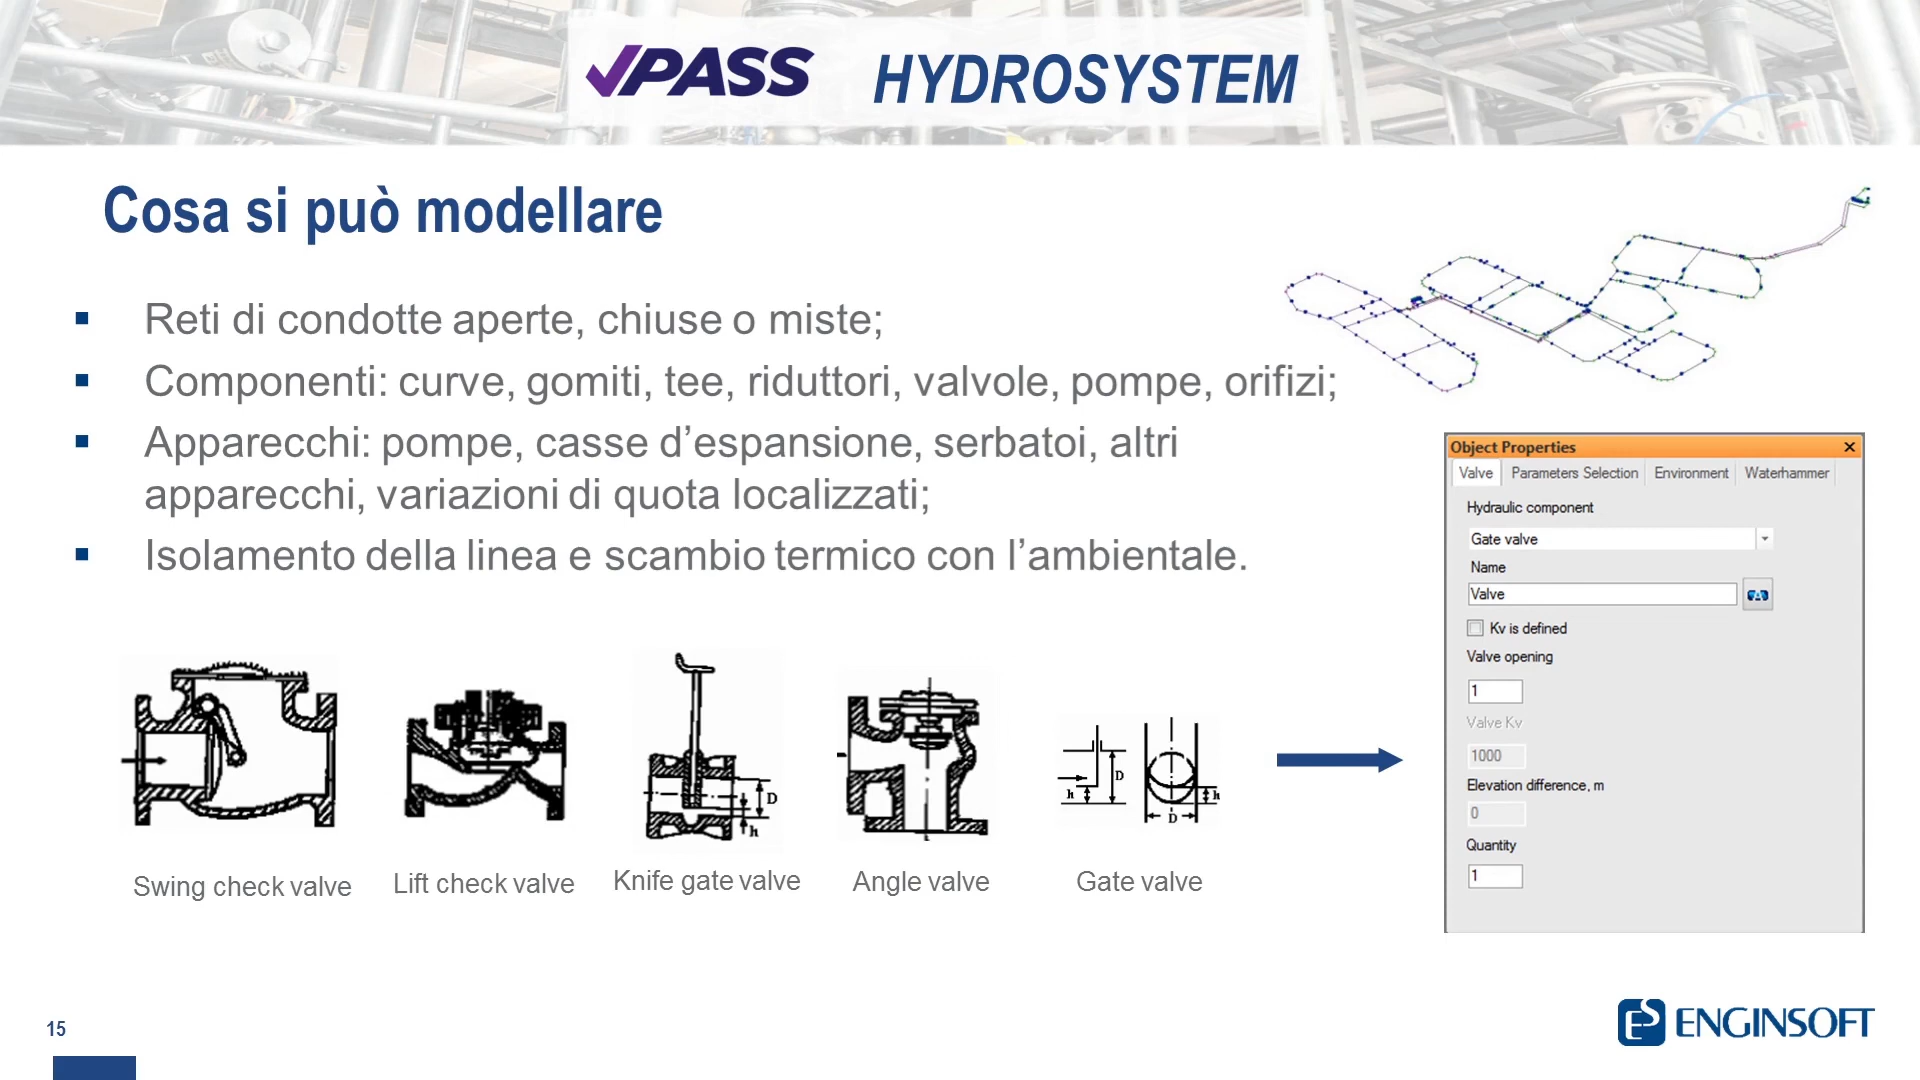 PASS HYDROSYSTEM
Cosa si può modellare
Reti di condotte aperte, chiuse o miste;
Componenti: curve, gomiti, tee, riduttori, valvole, pompe, orifizi;
Apparecchi: pompe, casse d’espansione, serbatoi, altri
apparecchi, variazioni di quota localizzati;
Isolamento della linea e scambio termico con l’ambientale.
D
h
D
h
D
h
Swing check valve
Lift check valve
Knife gate valve
Angle valve
Gate valve
Object Properties
Valve Parameters Selection Environment Waterhammer
Hydraulic component
Gate valve
Name
Valve
Kv is defined
Valve opening
1
Valve Kv
1000
Elevation difference, m
0
Quantity
1
15
ES ENGINSOFT